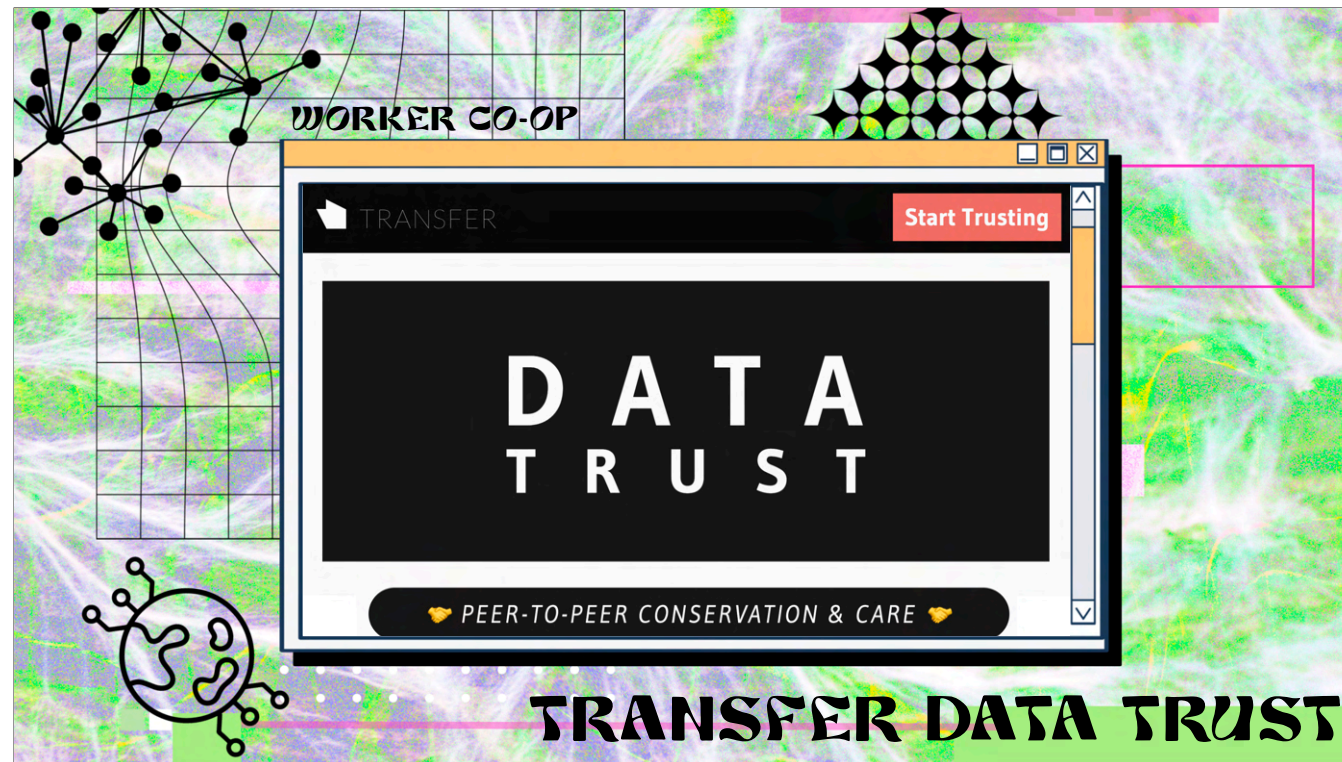 WORKER CO-OP
TRANSFER
Start Trusting
DATA
TRUST
PEER-TO-PEER CONSERVATION & CARE
TRANSFER DATA TRUST